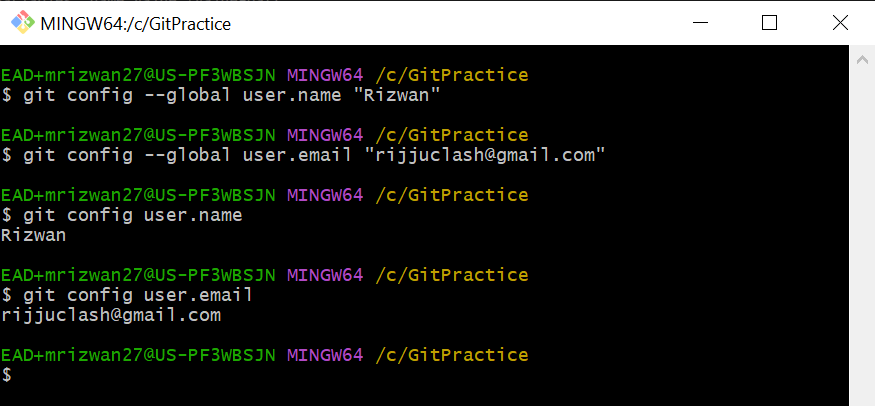 MINGW64:/c/GitPractice
EAD+mrizwan27@US-PF3WBSJN MINGW64 /c/GitPractice
$ git config --global user.name "Rizwan"
EAD+mrizwan27@US-PF3WBSJN MINGW64 /c/GitPractice
$ git config --global user.email "rijjuclash@gmail.com"
EAD+mrizwan27@US-PF3WBSJN MINGW64 /c/GitPractice
$ git config user.name
Rizwan
EAD+mrizwan27@US-PF3WBSJN MINGW64 /c/GitPractice
$ git config user.email
rijjuclash@gmail.com
EAD+mrizwan27@US-PF3WBSJN MINGW64 /c/GitPractice
$